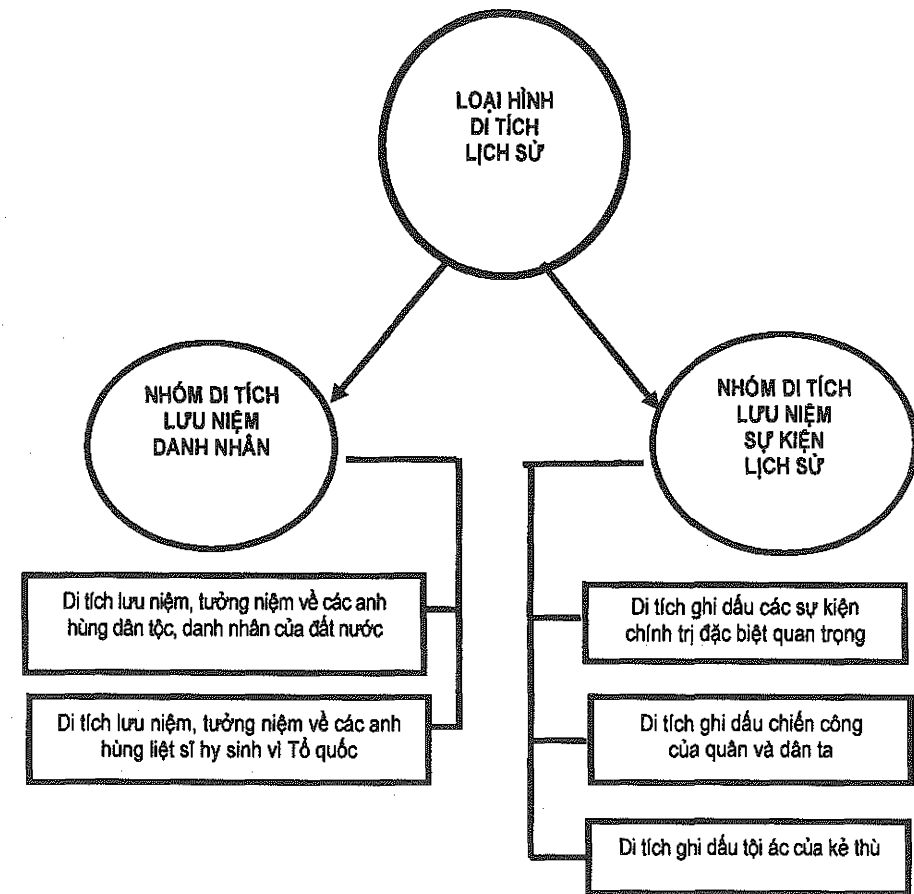 LOẠI HÌNH
DI TÍCH
LỊCH SỬ
NHÓM DI TÍCH
LƯU NIỆM
DANH NHÂN
NHÓM DI TÍCH
LƯU NIỆM
SỰ KIỆN
LỊCH SỬ
Di tích lưu niệm, tưởng niệm về các anh
hùng dân tộc, danh nhân của đất nước
Di tích lưu niệm, tưởng niệm về các anh
hùng liệt sĩ hy sinh vì Tổ quốc
Di tích ghi dấu các sự kiện
chính trị đặc biệt quan trọng
Di tích ghi dấu chiến công
của quân và dân ta
Di tích ghi dấu tội ác của kẻ thù